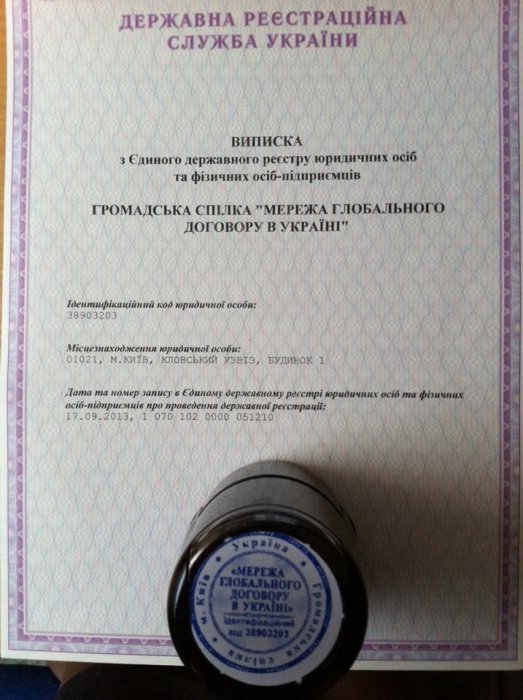 ДЕРЖАВНА РЕЄСТРАЦІЙНА
СЛУЖБА УКРАЇНИ
ВИПИСКА
з Єдиного державного реєстру юридичних осіб
та фізичних осіб-підприємців
ГРОМАДСЬКА СПІЛКА "МЕРЕЖА ГЛОБАЛЬНОГО
ДОГОВОРУ В УКРАЇНІ"
Ідентифікаційний код юридичної особи:
38903203
Місцезнаходження юридичної особи:
01021, М.КИЇВ, КЛОВСЬКИЙ УЗВІЗ, БУДИНОК 1
Дата та номер запису в Єдиному державному реєстрі юридичних осіб та фізичних
осіб-підприємців про проведення державної реєстрації:
17.09.2013, 1 070 102 0000 051210
м. Київ * Україна * Громадська спілка
«МЕРЕЖА
ГЛОБАЛЬНОГО
ДОГОВОРУ
В УКРАЇНІ»
Ідентифікаційний
код 38903203